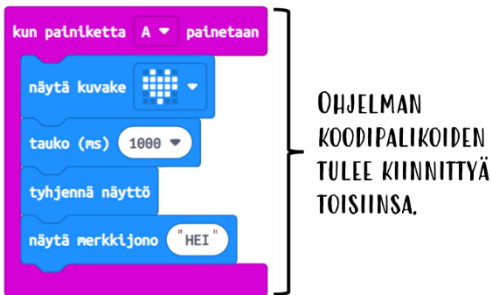 kun painiketta A painetaan
näytä kuvake
tauko (ms) 1000
tyhjennä näyttö
näytä merkkijono "HEI"
OHJELMAN
KOODIPALIKOIDEN
TULEE KIINNITTYÄ
TOISIINSA.